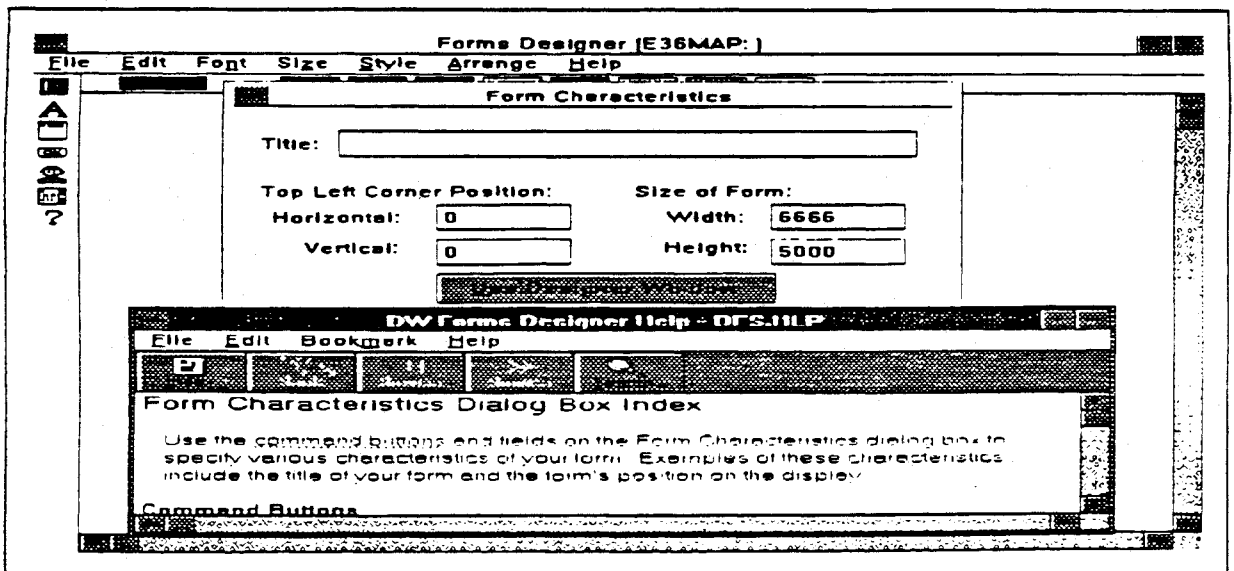 Forms Designer [E36MAP: ]
File Edit Font Size Style Arrange Help
Form Characteristics
A
Title:
Top Left Corner Position: Size of Form:
Horizontal: 0 Width: 6666
Vertical: 0 Height: 5000
Use Designer Window
DW Forms Designer Help - DFS.HLP
File Edit Bookmark Help
Form Characteristics Dialog Box Index
Use the command buttons and fields on the Form Characteristics dialog box to
specify various characteristics of your form. Examples of these characteristics
include the title of your form and the form's position on the display
Command Buttons
?